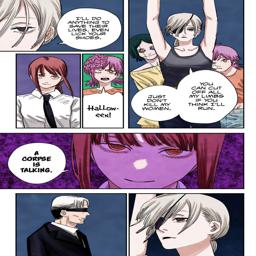 I'LL DO
ANYTHING TO
SAVE THEIR
LIVES, EVEN
LICK YOUR
SHOES.
YOU
CAN CUT
OFF ALL
MY LIMBS
IF YOU
THINK I'LL
RUN.
JUST
DON'T KILL
MY WOMEN.
Hallow-
een!
A
CORPSE
IS
TALKING.